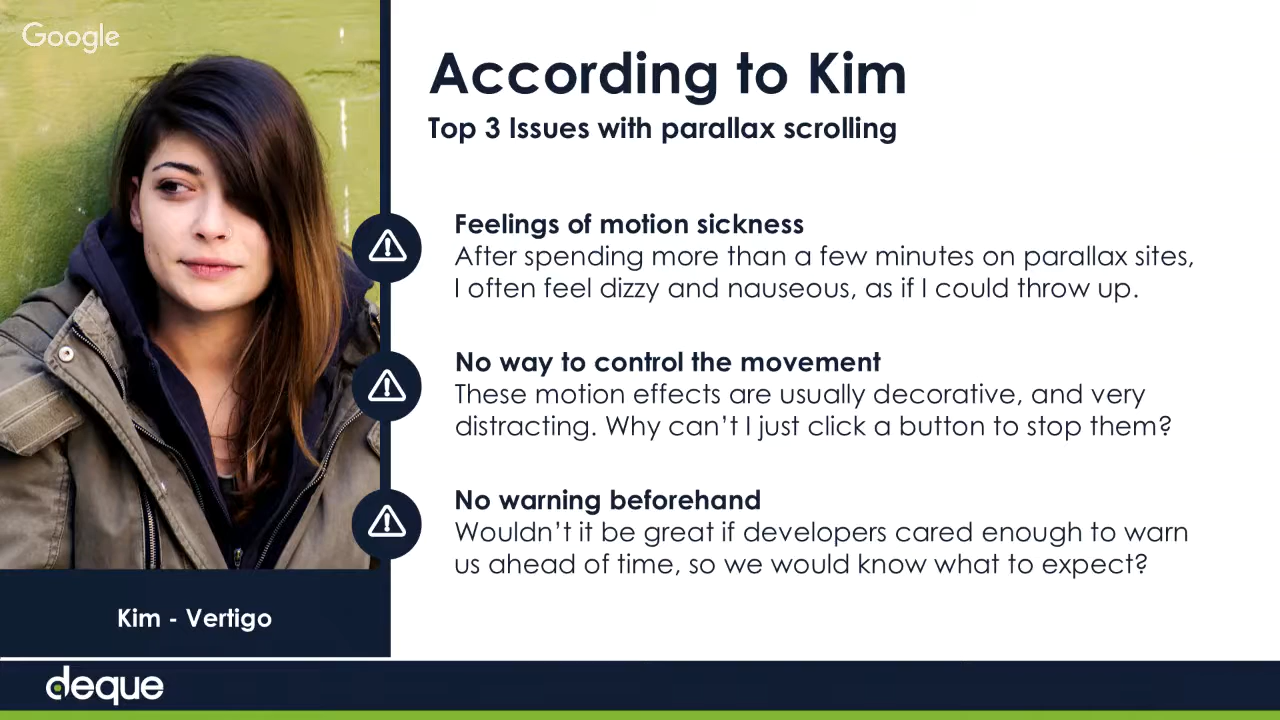 Google
According to Kim
Top 3 Issues with parallax scrolling
Feelings of motion sickness
After spending more than a few minutes on parallax sites,
I often feel dizzy and nauseous, as if I could throw up.
No way to control the movement
These motion effects are usually decorative, and very
distracting. Why can’t I just click a button to stop them?
No warning beforehand
Wouldn’t it be great if developers cared enough to warn
us ahead of time, so we would know what to expect?
Kim - Vertigo
deque